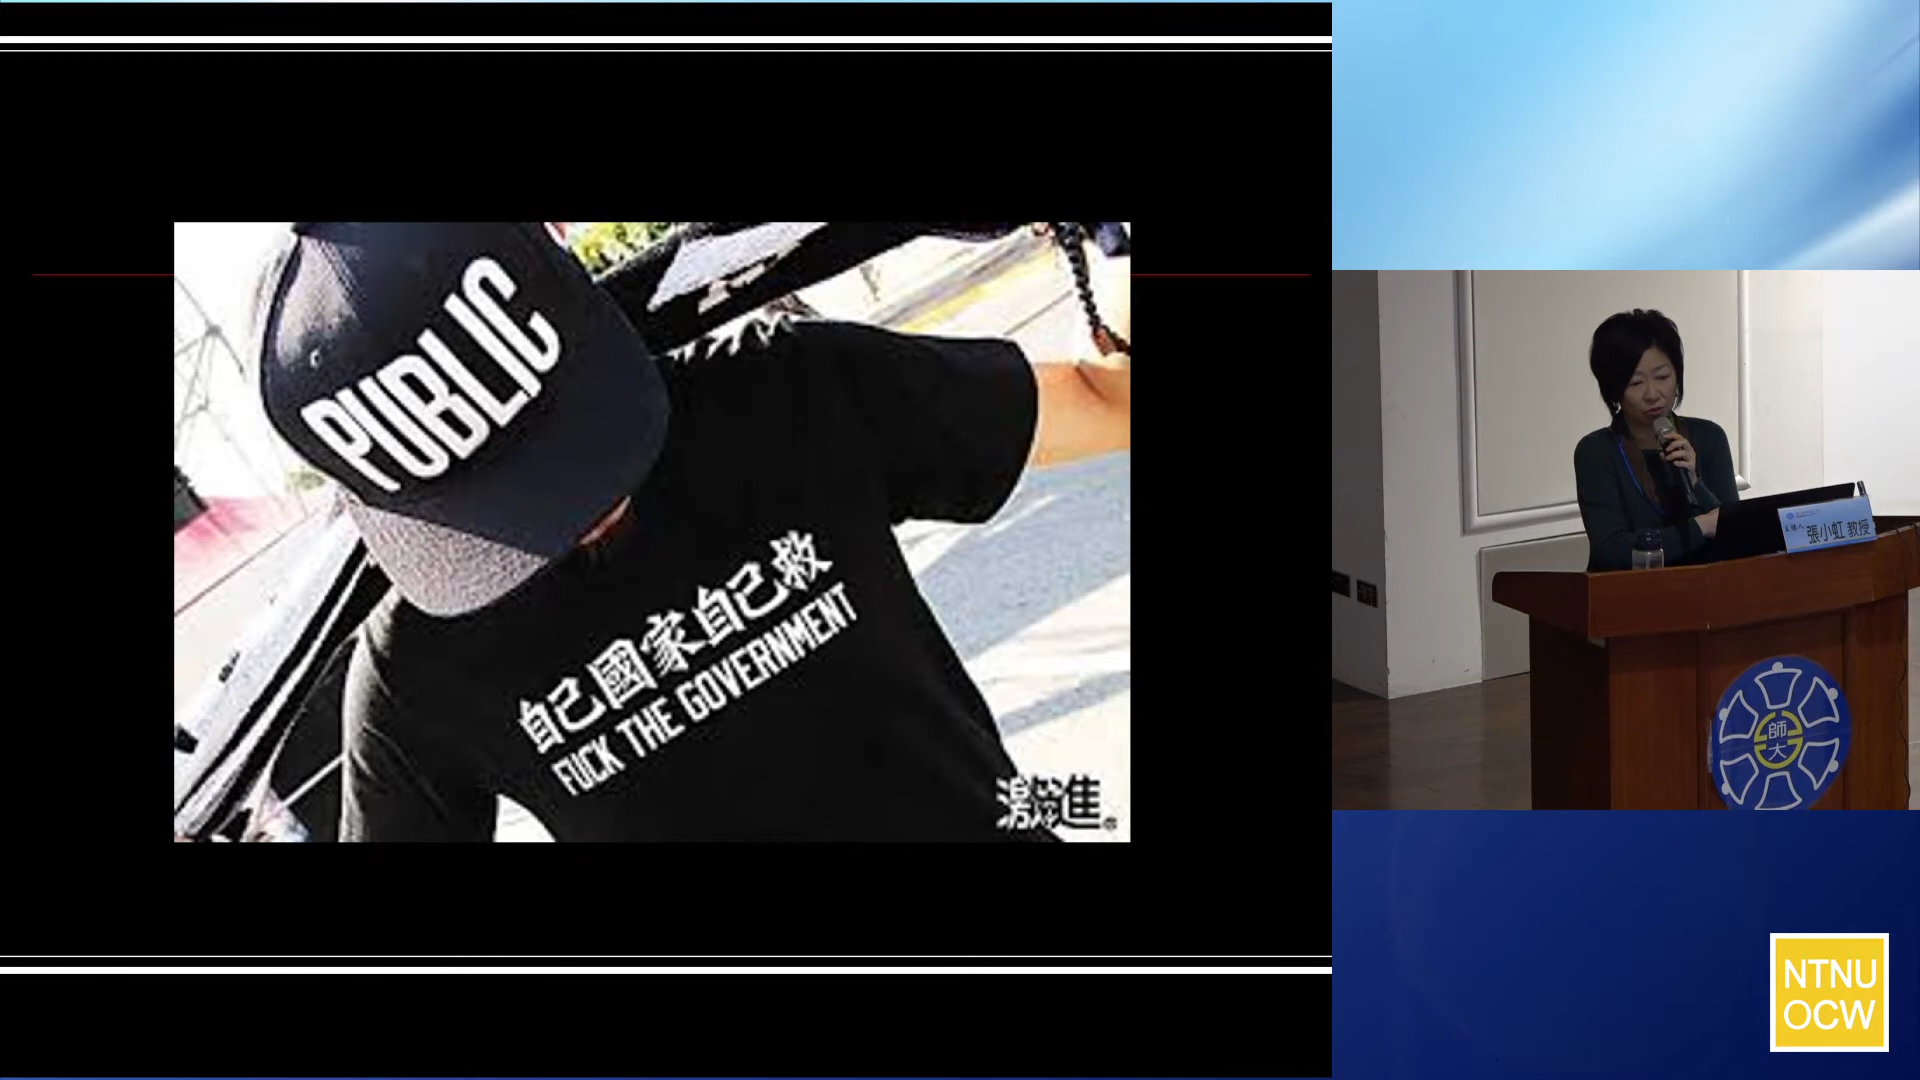 PUBLIC
自己國家自己救
FUCK THE GOVERNMENT
激進
張小虹 教授
師大
NTNU
OCW